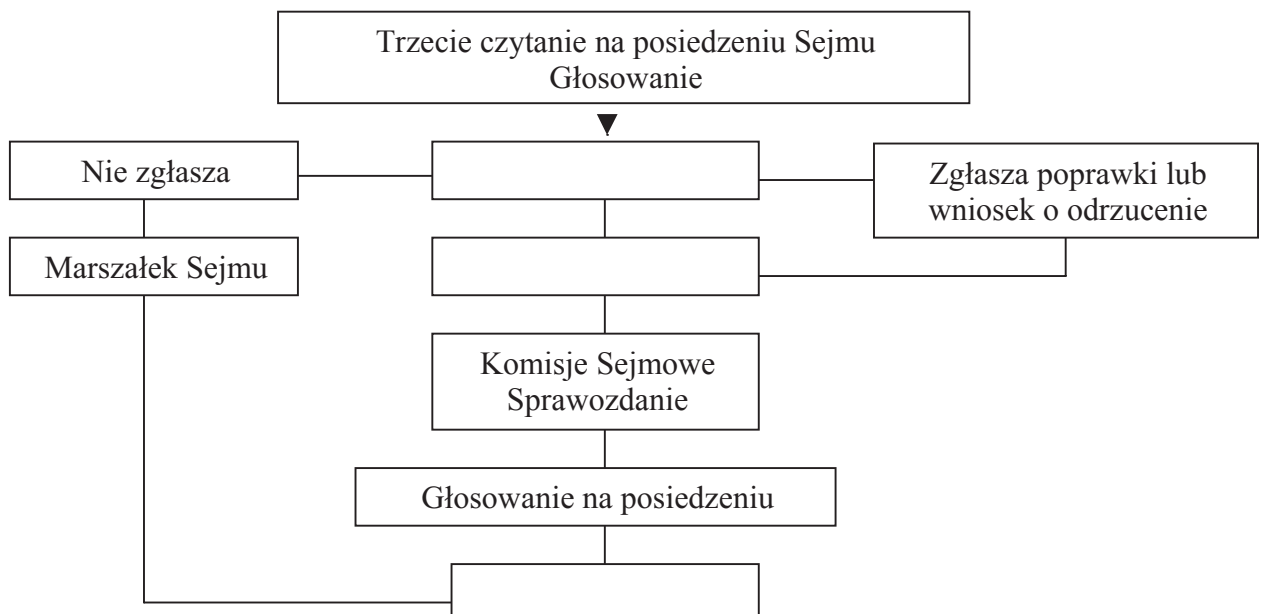 Trzecie czytanie na posiedzeniu Sejmu
Głosowanie
Nie zgłasza
Zgłasza poprawki lub
wniosek o odrzucenie
Marszałek Sejmu
Komisje Sejmowe
Sprawozdanie
Głosowanie na posiedzeniu